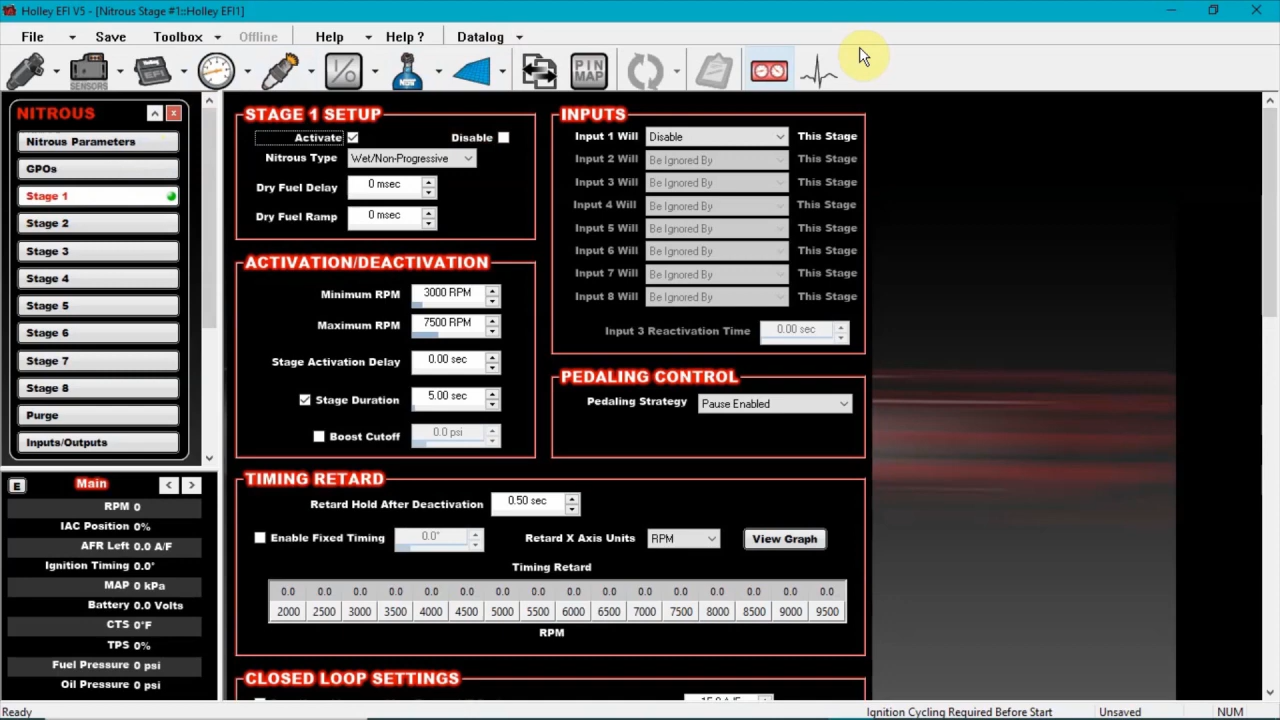 Holley EFI V5 - [Nitrous Stage #1::Holley EFI1]
File Save Toolbox Offline Help Help ? Datalog
SENSORS EFI I/O NOS PIN MAP
NITROUS
Nitrous Parameters
GPOs
Stage 1
Stage 2
Stage 3
Stage 4
Stage 5
Stage 6
Stage 7
Stage 8
Purge
Inputs/Outputs
E Main < >
RPM 0
IAC Position 0%
AFR Left 0.0 A/F
Ignition Timing 0.0°
MAP 0 kPa
Battery 0.0 Volts
CTS 0°F
TPS 0%
Fuel Pressure 0 psi
Oil Pressure 0 psi
STAGE 1 SETUP
Activate Disable
Nitrous Type Wet/Non-Progressive
Dry Fuel Delay 0 msec
Dry Fuel Ramp 0 msec
ACTIVATION/DEACTIVATION
Minimum RPM 3000 RPM
Maximum RPM 7500 RPM
Stage Activation Delay 0.00 sec
Stage Duration 5.00 sec
Boost Cutoff 0.0 psi
INPUTS
Input 1 Will Disable This Stage
Input 2 Will Be Ignored By This Stage
Input 3 Will Be Ignored By This Stage
Input 4 Will Be Ignored By This Stage
Input 5 Will Be Ignored By This Stage
Input 6 Will Be Ignored By This Stage
Input 7 Will Be Ignored By This Stage
Input 8 Will Be Ignored By This Stage
Input 3 Reactivation Time 0.00 sec
PEDALING CONTROL
Pedaling Strategy Pause Enabled
TIMING RETARD
Retard Hold After Deactivation 0.50 sec
Enable Fixed Timing 0.0° Retard X Axis Units RPM View Graph
Timing Retard
0.0 0.0 0.0 0.0 0.0 0.0 0.0 0.0 0.0 0.0 0.0 0.0 0.0 0.0 0.0 0.0
2000 2500 3000 3500 4000 4500 5000 5500 6000 6500 7000 7500 8000 8500 9000 9500
RPM
CLOSED LOOP SETTINGS
Ready Ignition Cycling Required Before Start Unsaved NUM